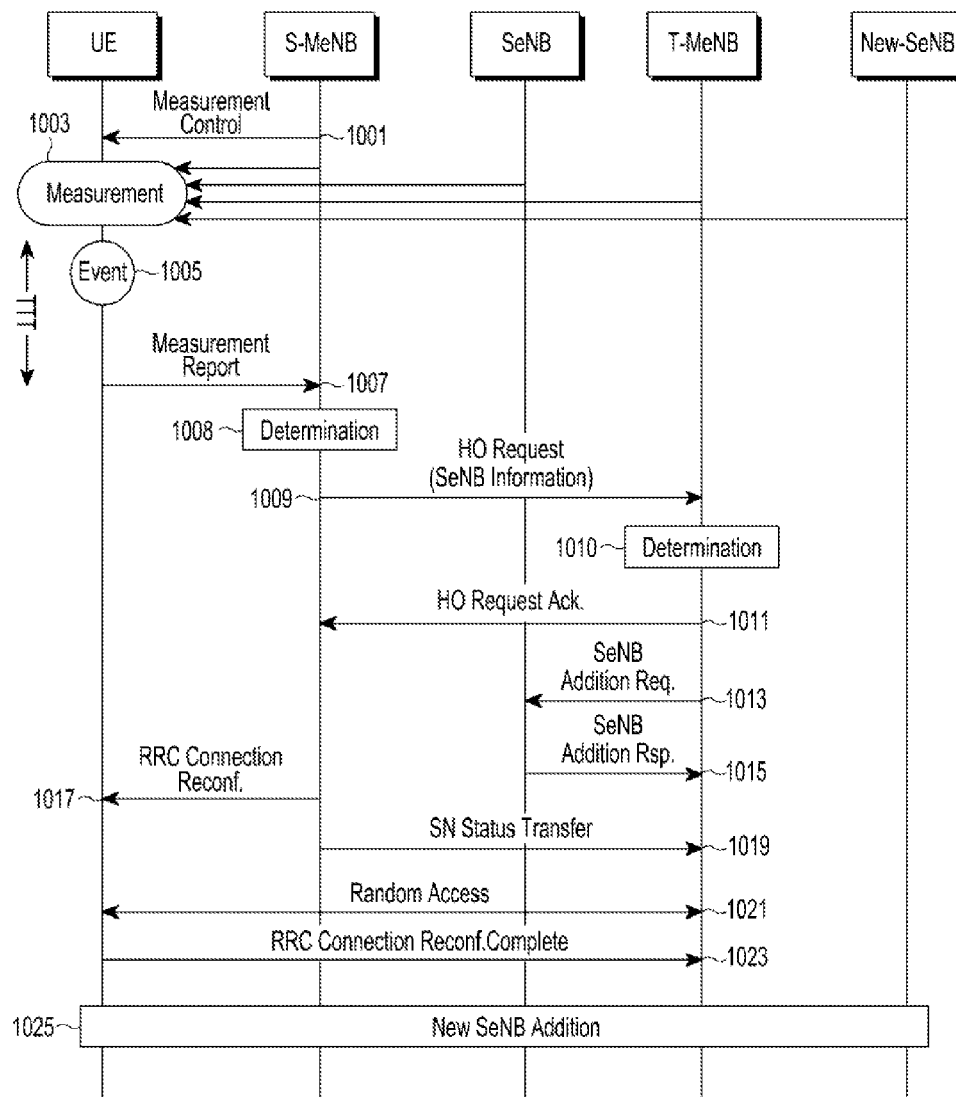 UE
S-MeNB
SeNB
T-MeNB
New-SeNB
Measurement
Control
1003
1001
Measurement
Event
1005
TTT
Measurement
Report
1007
1008
Determination
HO Request
(SeNB Information)
1009
1010
Determination
HO Request Ack.
1011
SeNB
Addition Req.
1013
SeNB
Addition Rsp.
1015
RRC Connection
Reconf.
1017
SN Status Transfer
1019
Random Access
1021
RRC Connection Reconf.Complete
1023
1025
New SeNB Addition